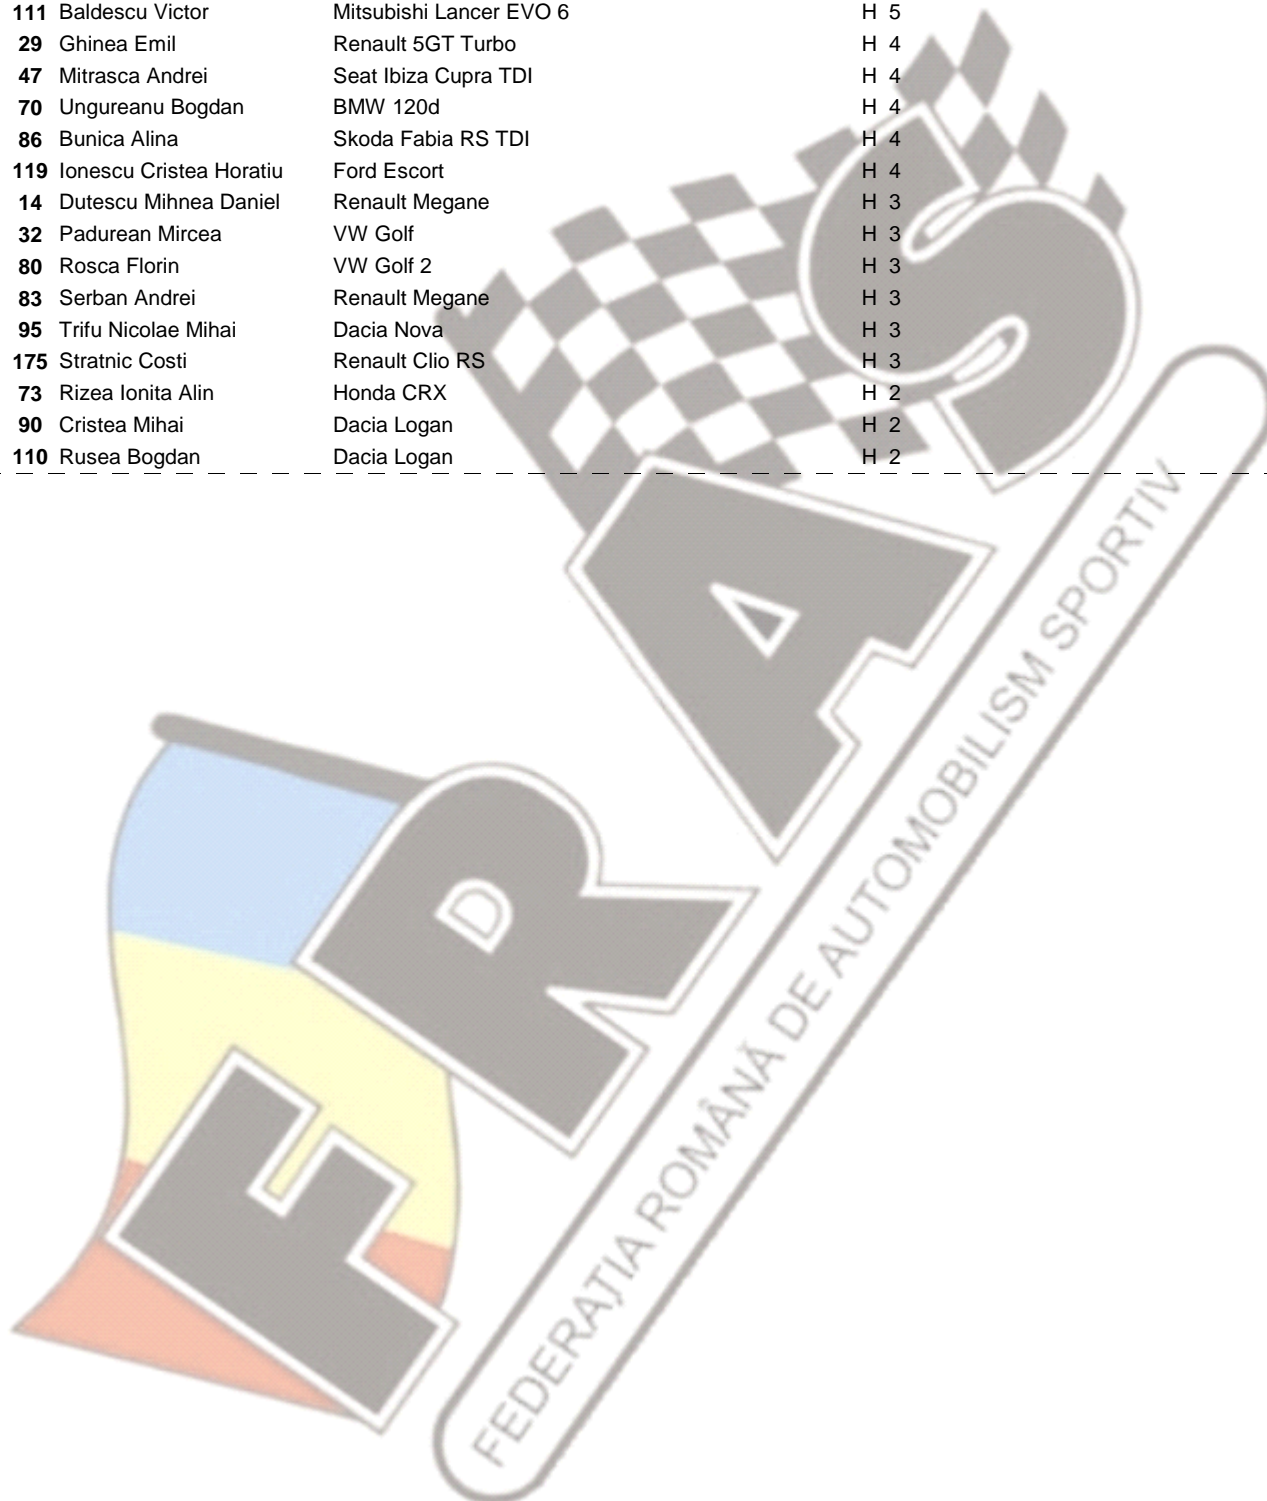 111 Baldescu Victor Mitsubishi Lancer EVO 6 H 5
29 Ghinea Emil Renault 5GT Turbo H 4
47 Mitrasca Andrei Seat Ibiza Cupra TDI H 4
70 Ungureanu Bogdan BMW 120d H 4
86 Bunica Alina Skoda Fabia RS TDI H 4
119 Ionescu Cristea Horatiu Ford Escort H 4
14 Dutescu Mihnea Daniel Renault Megane H 3
32 Padurean Mircea VW Golf H 3
80 Rosca Florin VW Golf 2 H 3
83 Serban Andrei Renault Megane H 3
95 Trifu Nicolae Mihai Dacia Nova H 3
175 Stratnic Costi Renault Clio RS H 3
73 Rizea Ionita Alin Honda CRX H 2
90 Cristea Mihai Dacia Logan H 2
110 Rusea Bogdan Dacia Logan H 2
FRAS
FEDERAȚIA ROMÂNĂ DE AUTOMOBILISM SPORTIV